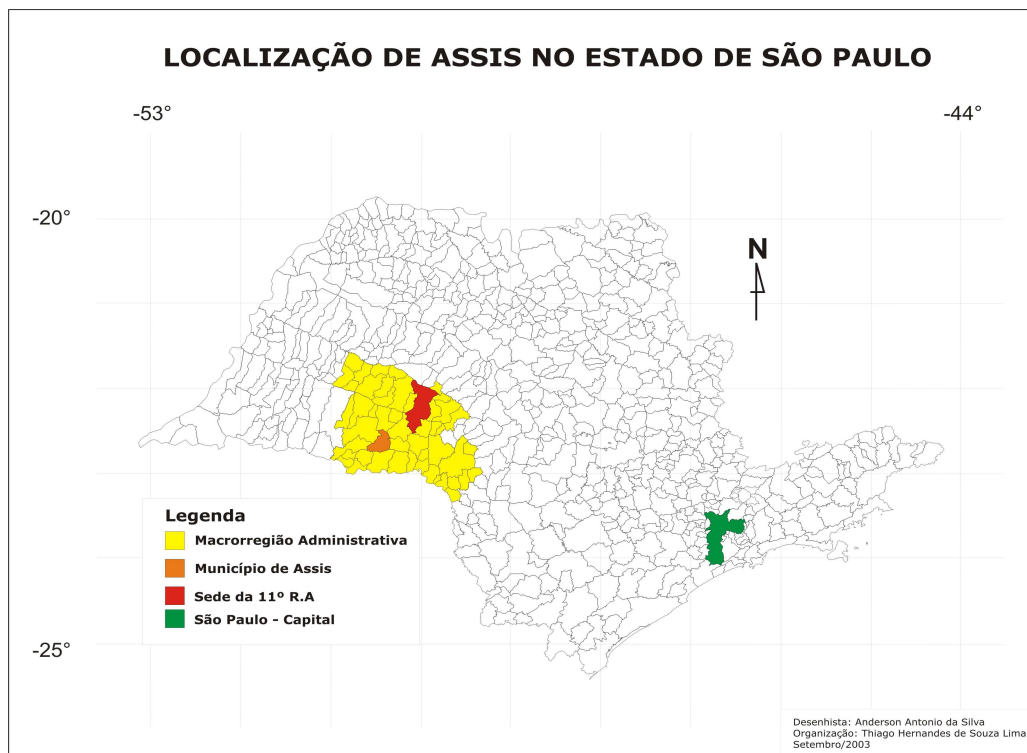 LOCALIZAÇÃO DE ASSIS NO ESTADO DE SÃO PAULO
-53°
-44°
-20°
N
Legenda
Macrorregião Administrativa
Município de Assis
Sede da 11º R.A
São Paulo - Capital
-25°
Desenhista: Anderson Antonio da Silva
Organização: Thiago Hernandes de Souza Lima
Setembro/2003